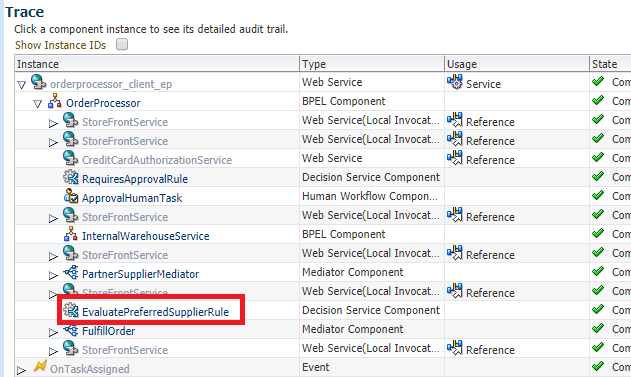 Trace
Click a component instance to see its detailed audit trail.
Show Instance IDs
Instance Type Usage State
orderprocessor_client_ep Web Service Service Com
OrderProcessor BPEL Component Com
StoreFrontService Web Service(Local Invocat... Reference Com
StoreFrontService Web Service(Local Invocat... Reference Com
CreditCardAuthorizationService Web Service Reference Com
RequiresApprovalRule Decision Service Component Com
ApprovalHumanTask Human Workflow Compon... Com
StoreFrontService Web Service(Local Invocat... Reference Com
InternalWarehouseService BPEL Component Com
StoreFrontService Web Service(Local Invocat... Reference Com
PartnerSupplierMediator Mediator Component Com
StoreFrontService Web Service(Local Invocat... Reference Com
EvaluatePreferredSupplierRule Decision Service Component Com
FulfillOrder Mediator Component Com
StoreFrontService Web Service(Local Invocat... Reference Com
OnTaskAssigned Event Com